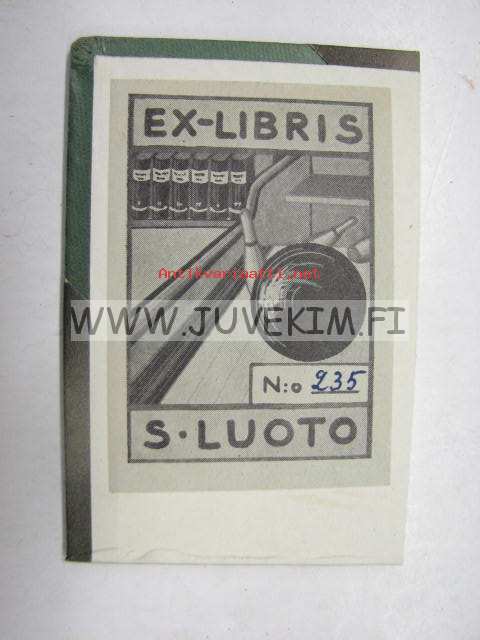 EX-LIBRIS
Antikvariaatti.net
WWW.JUVEKIM.FI
N:o 235
S·LUOTO